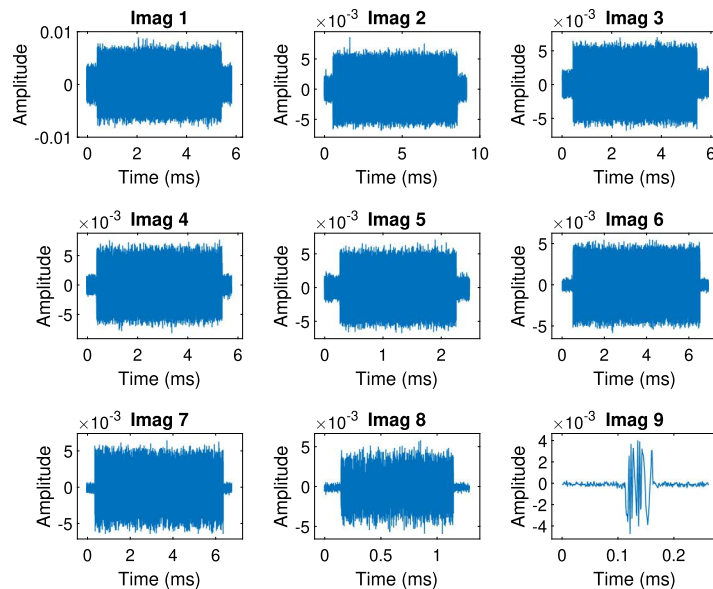 Imag 1 Imag 2 Imag 3
0.01 ×10-3 ×10-3
Amplitude Amplitude Amplitude
0 5 0 -5 5 0 -5
-0.01
0 2 4 6 0 5 10 0 2 4 6
Time (ms) Time (ms) Time (ms)
×10-3 Imag 4 ×10-3 Imag 5 ×10-3 Imag 6
Amplitude Amplitude Amplitude
5 0 -5 5 0 -5 5 0 -5
0 2 4 6 0 1 2 0 2 4 6
Time (ms) Time (ms) Time (ms)
×10-3 Imag 7 ×10-3 Imag 8 ×10-3 Imag 9
Amplitude Amplitude Amplitude
5 0 -5 5 0 -5 4 2 0 -2 -4
0 2 4 6 0 0.5 1 0 0.1 0.2
Time (ms) Time (ms) Time (ms)